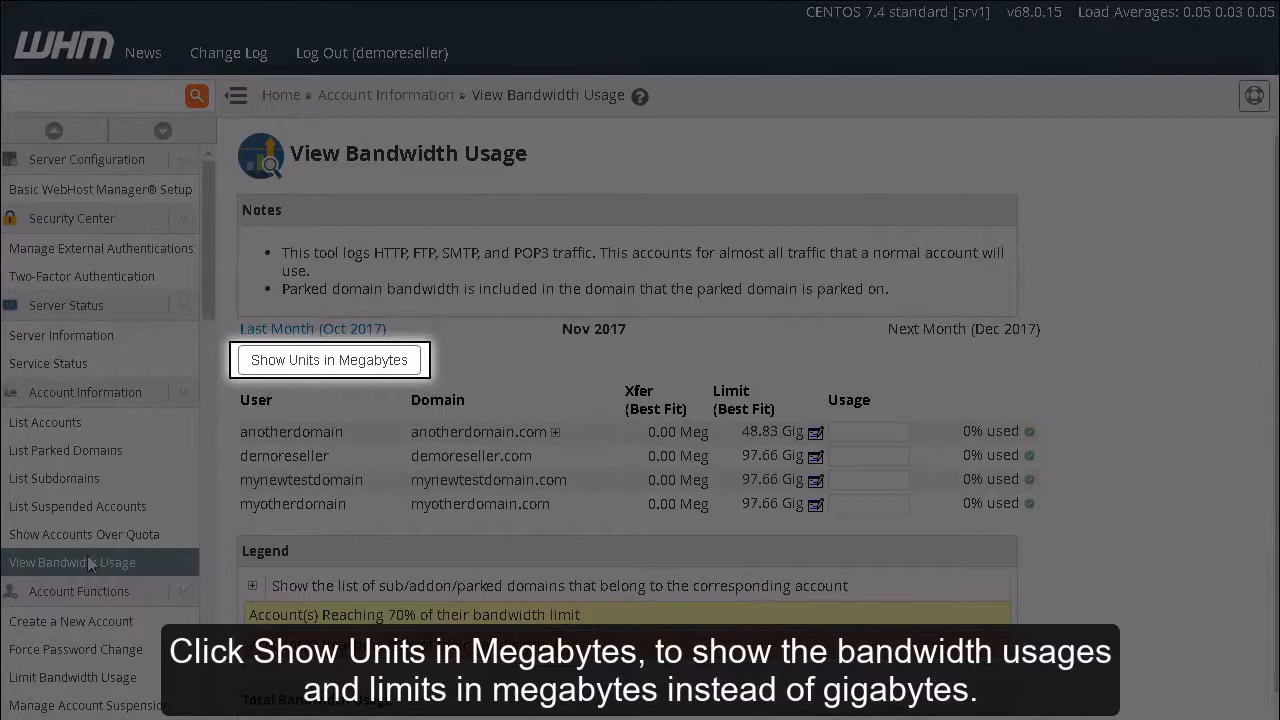 CENTOS 7.4 standard [srv1] v68.0.15 Load Averages: 0.05 0.03 0.05
WHM News Change Log Log Out (demoreseller)
Home » Account Information » View Bandwidth Usage
Server Configuration
Basic WebHost Manager® Setup
Security Center
Manage External Authentications
Two-Factor Authentication
Server Status
Server Information
Service Status
Account Information
List Accounts
List Parked Domains
List Subdomains
List Suspended Accounts
Show Accounts Over Quota
View Bandwidth Usage
Account Functions
Create a New Account
Force Password Change
Limit Bandwidth Usage
Manage Account Suspension
View Bandwidth Usage
Notes
• This tool logs HTTP, FTP, SMTP, and POP3 traffic. This accounts for almost all traffic that a normal account will
use.
• Parked domain bandwidth is included in the domain that the parked domain is parked on.
Last Month (Oct 2017) Nov 2017 Next Month (Dec 2017)
Show Units in Megabytes
User Domain Xfer (Best Fit) Limit (Best Fit) Usage
anotherdomain anotherdomain.com 0.00 Meg 48.83 Gig 0% used
demoreseller demoreseller.com 0.00 Meg 97.66 Gig 0% used
mynewtestdomain mynewtestdomain.com 0.00 Meg 97.66 Gig 0% used
myotherdomain myotherdomain.com 0.00 Meg 97.66 Gig 0% used
Legend
Show the list of sub/addon/parked domains that belong to the corresponding account
Account(s) Reaching 70% of their bandwidth limit
Total Bandwidth Usage
Click Show Units in Megabytes, to show the bandwidth usages
and limits in megabytes instead of gigabytes.